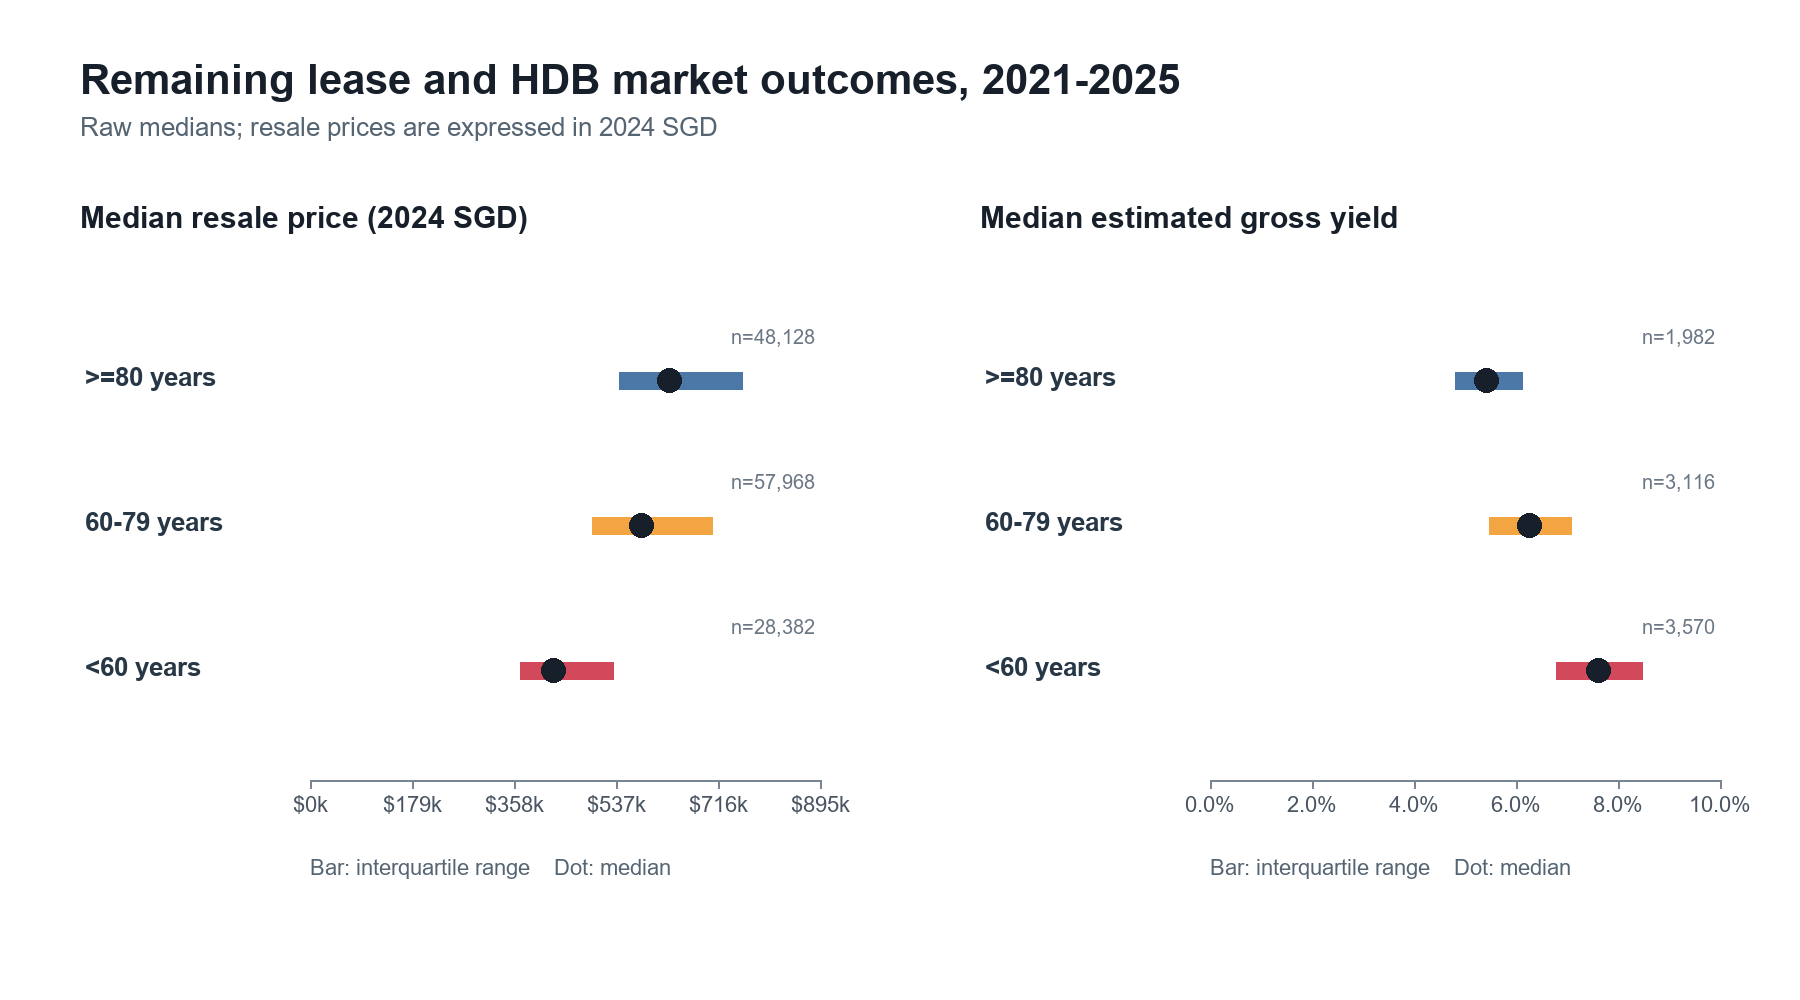 Remaining lease and HDB market outcomes, 2021-2025
Raw medians; resale prices are expressed in 2024 SGD
Median resale price (2024 SGD)
n=48,128
>=80 years
n=57,968
60-79 years
n=28,382
<60 years
$0k $179k $358k $537k $716k $895k
Bar: interquartile range Dot: median
Median estimated gross yield
n=1,982
>=80 years
n=3,116
60-79 years
n=3,570
<60 years
0.0% 2.0% 4.0% 6.0% 8.0% 10.0%
Bar: interquartile range Dot: median